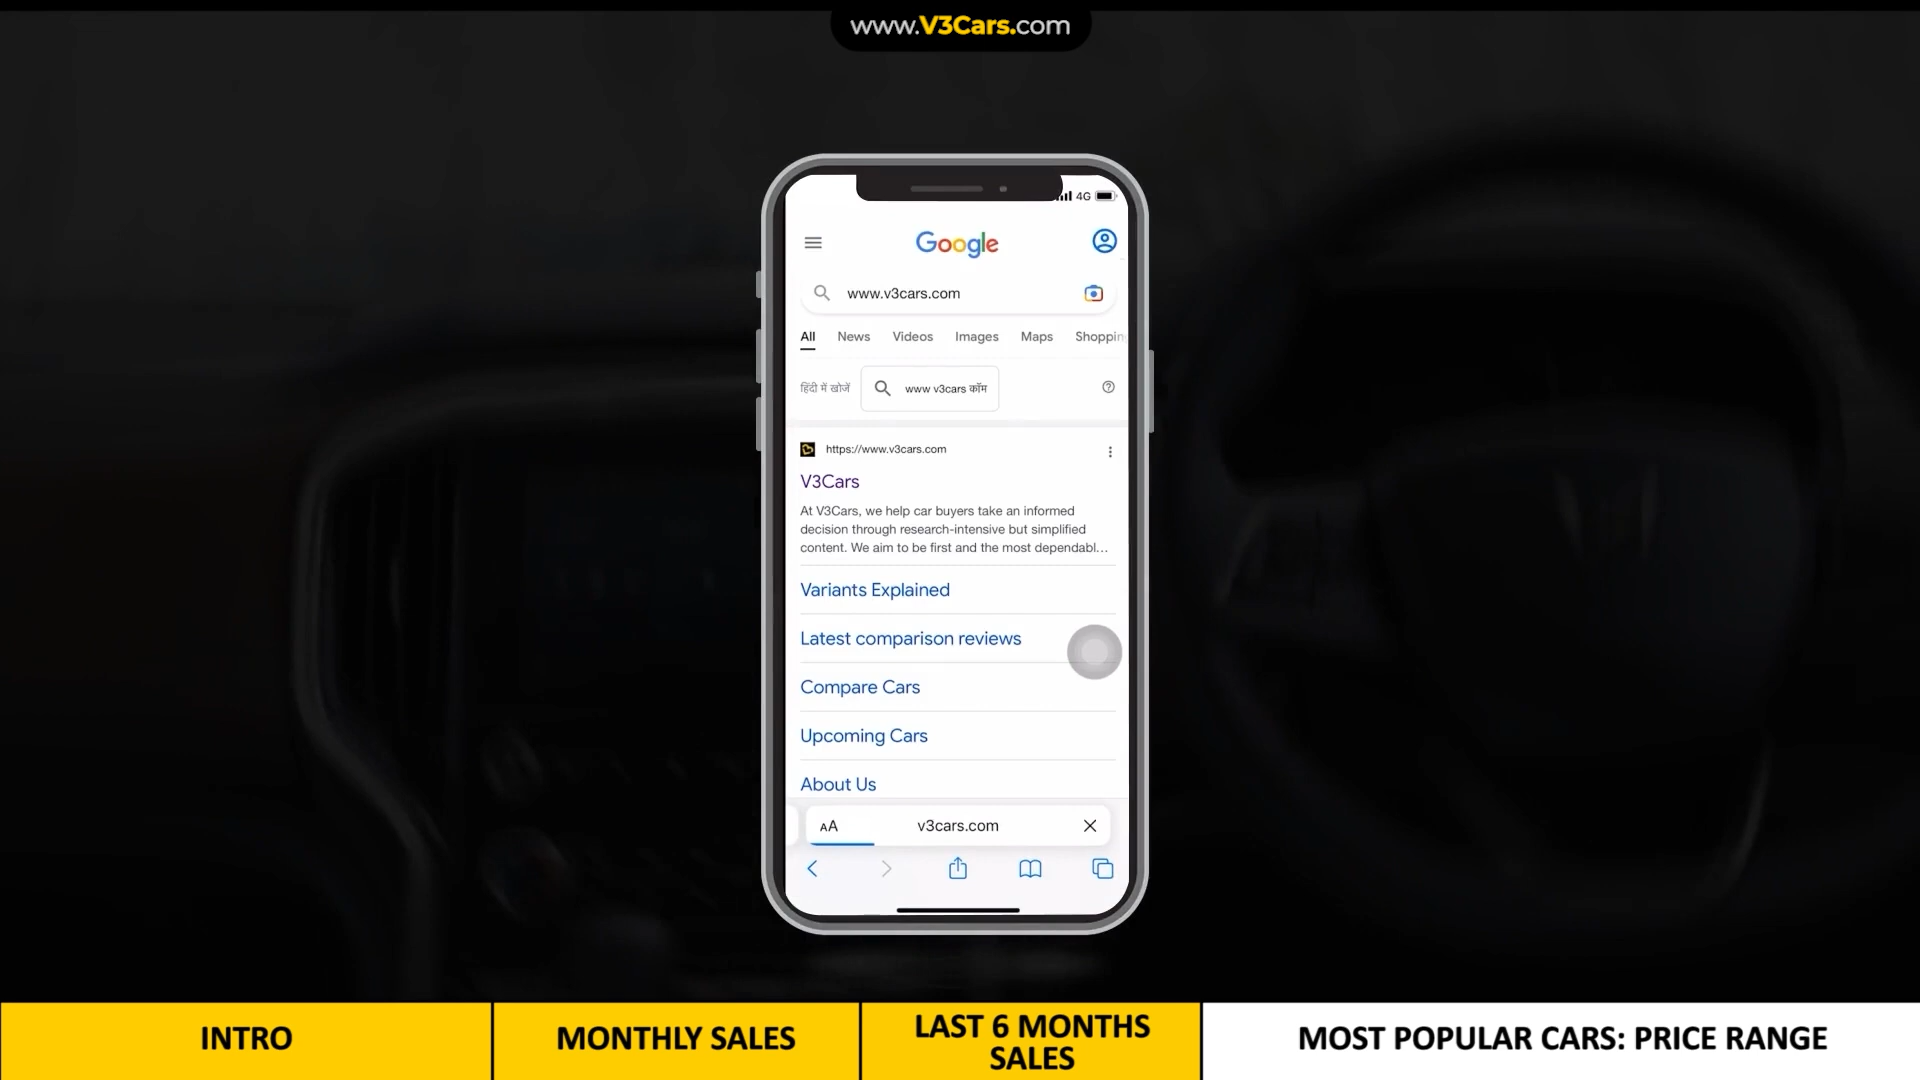 www.V3Cars.com
4G
Google
www.v3cars.com
All News Videos Images Maps Shopping
हिंदी में खोजें www v3cars कॉम
https://www.v3cars.com
V3Cars
At V3Cars, we help car buyers take an informed
decision through research-intensive but simplified
content. We aim to be first and the most dependabl...
Variants Explained
Latest comparison reviews
Compare Cars
Upcoming Cars
About Us
AA v3cars.com
INTRO
MONTHLY SALES
LAST 6 MONTHS
SALES
MOST POPULAR CARS: PRICE RANGE